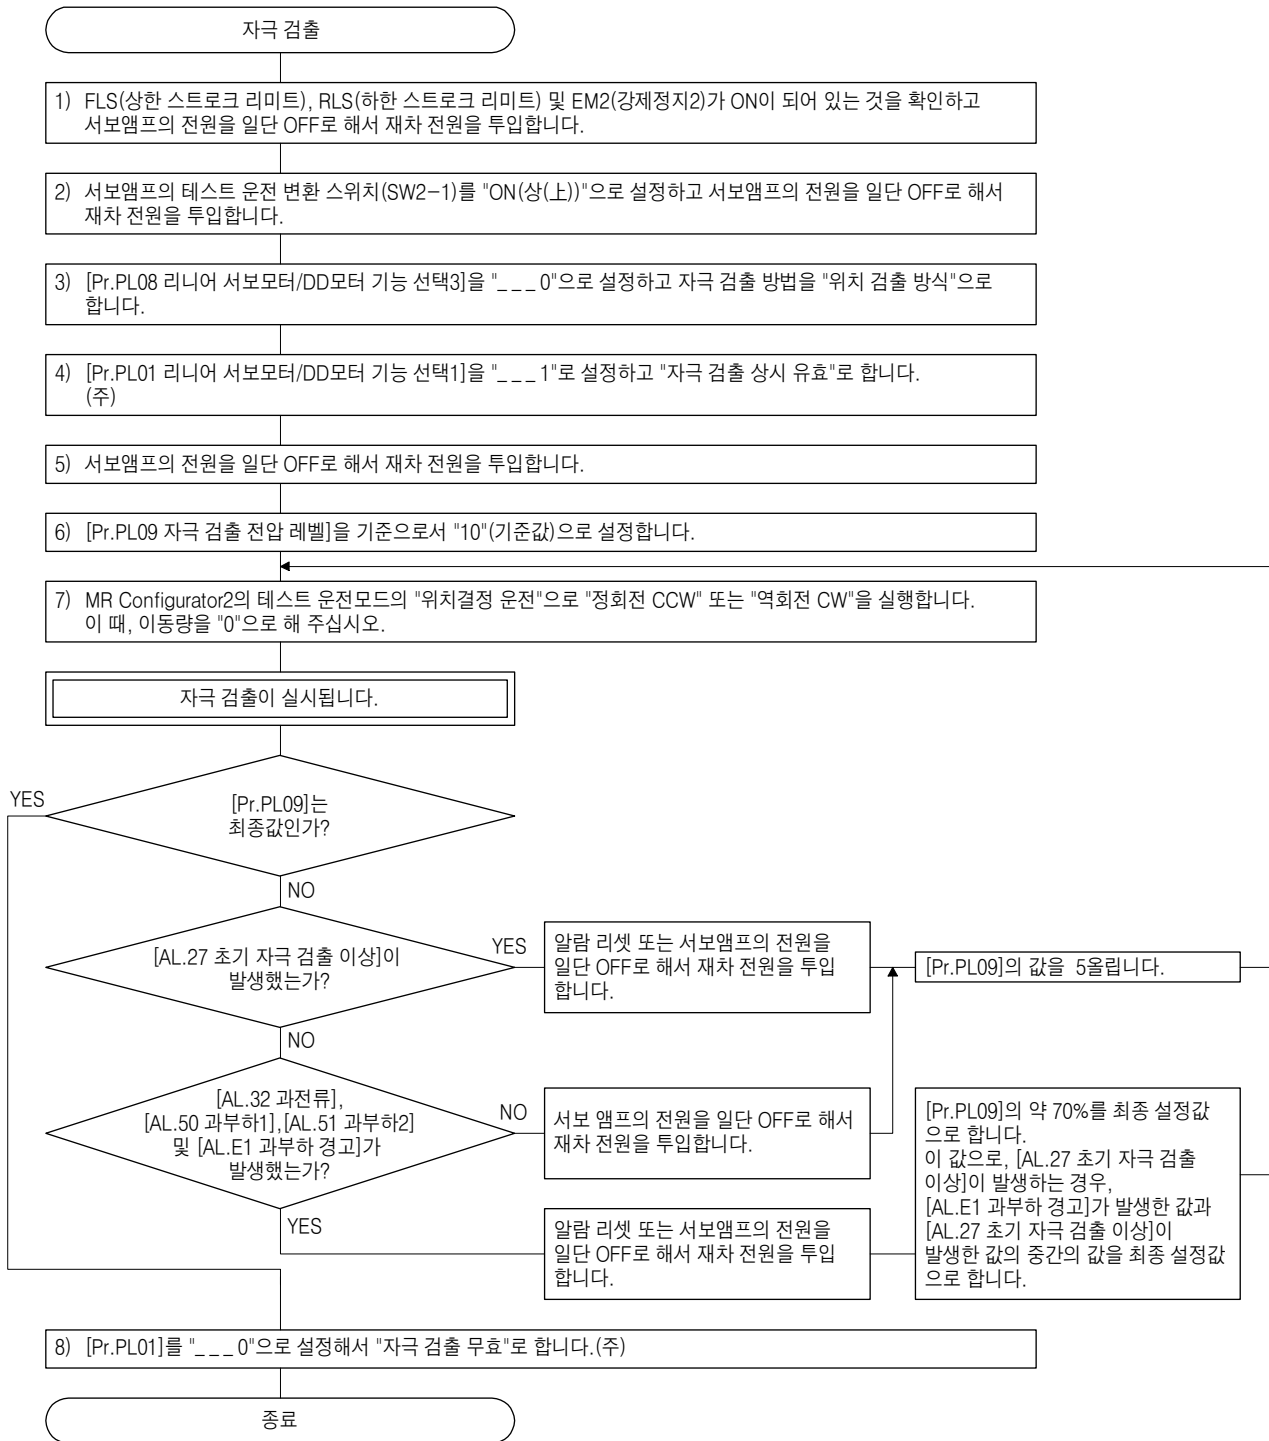 자극 검출
1) FLS(상한 스트로크 리미트), RLS(하한 스트로크 리미트) 및 EM2(강제정지2)가 ON이 되어 있는 것을 확인하고
서보앰프의 전원을 일단 OFF로 해서 재차 전원을 투입합니다.
2) 서보앰프의 테스트 운전 변환 스위치(SW2-1)를 "ON(상(上))"으로 설정하고 서보앰프의 전원을 일단 OFF로 해서
재차 전원을 투입합니다.
3) [Pr.PL08 리니어 서보모터/DD모터 기능 선택3]을 "_ _ _ 0"으로 설정하고 자극 검출 방법을 "위치 검출 방식"으로
합니다.
4) [Pr.PL01 리니어 서보모터/DD모터 기능 선택1]을 "_ _ _ 1"로 설정하고 "자극 검출 상시 유효"로 합니다.
(주)
5) 서보앰프의 전원을 일단 OFF로 해서 재차 전원을 투입합니다.
6) [Pr.PL09 자극 검출 전압 레벨]을 기준으로서 "10"(기준값)으로 설정합니다.
7) MR Configurator2의 테스트 운전모드의 "위치결정 운전"으로 "정회전 CCW" 또는 "역회전 CW"을 실행합니다.
이 때, 이동량을 "0"으로 해 주십시오.
자극 검출이 실시됩니다.
YES
[Pr.PL09]는
최종값인가?
NO
[AL.27 초기 자극 검출 이상]이
발생했는가?
YES
알람 리셋 또는 서보앰프의 전원을
일단 OFF로 해서 재차 전원을 투입
합니다.
[Pr.PL09]의 값을 5올립니다.
NO
[AL.32 과전류],
[AL.50 과부하1],[AL.51 과부하2]
및 [AL.E1 과부하 경고]가
발생했는가?
NO
서보 앰프의 전원을 일단 OFF로 해서
재차 전원을 투입합니다.
[Pr.PL09]의 약 70%를 최종 설정값
으로 합니다.
이 값으로, [AL.27 초기 자극 검출
이상]이 발생하는 경우,
[AL.E1 과부하 경고]가 발생한 값과
[AL.27 초기 자극 검출 이상]이
발생한 값의 중간의 값을 최종 설정값
으로 합니다.
YES
알람 리셋 또는 서보앰프의 전원을
일단 OFF로 해서 재차 전원을 투입
합니다.
8) [Pr.PL01]를 "_ _ _ 0"으로 설정해서 "자극 검출 무효"로 합니다.(주)
종료